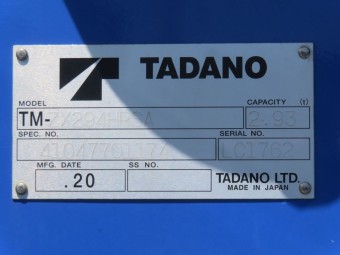 TADANO
MODEL
CAPACITY (t)
TM-
2.93
SPEC. NO.
SERIAL NO.
MFG. DATE
SS NO.
.20
TADANO LTD.
MADE IN JAPAN